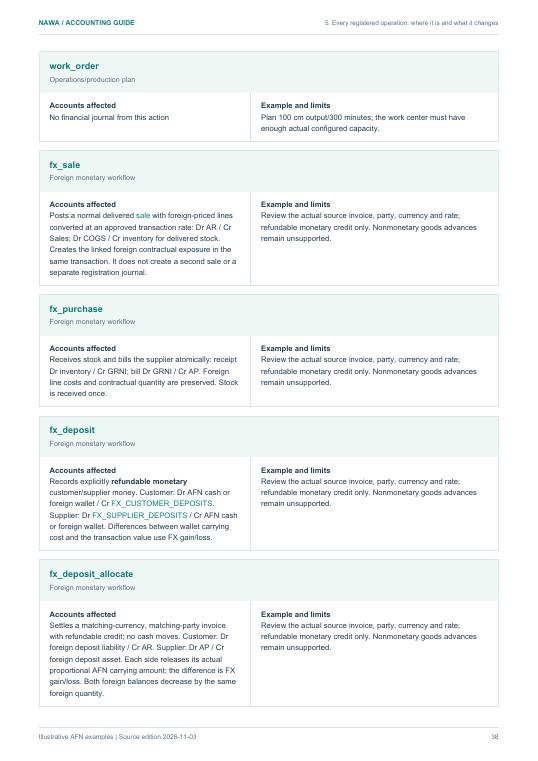 NAWA / ACCOUNTING GUIDE
5. Every registered operation: where it is and what it changes
work_order
Operations/production plan
Accounts affected
No financial journal from this action
Example and limits
Plan 100 cm output/300 minutes; the work center must have
enough actual configured capacity.
fx_sale
Foreign monetary workflow
Accounts affected
Posts a normal delivered sale with foreign-priced lines
converted at an approved transaction rate: Dr AR / Cr
Sales; Dr COGS / Cr inventory for delivered stock.
Creates the linked foreign contractual exposure in the
same transaction. It does not create a second sale or a
separate registration journal.
Example and limits
Review the actual source invoice, party, currency and rate;
refundable monetary credit only. Nonmonetary goods advances
remain unsupported.
fx_purchase
Foreign monetary workflow
Accounts affected
Receives stock and bills the supplier atomically: receipt
Dr inventory / Cr GRNI; bill Dr GRNI / Cr AP. Foreign
line costs and contractual quantity are preserved. Stock
is received once.
Example and limits
Review the actual source invoice, party, currency and rate;
refundable monetary credit only. Nonmonetary goods advances
remain unsupported.
fx_deposit
Foreign monetary workflow
Accounts affected
Records explicitly refundable monetary
customer/supplier money. Customer: Dr AFN cash or
foreign wallet / Cr FX_CUSTOMER_DEPOSITS.
Supplier: Dr FX_SUPPLIER_DEPOSITS / Cr AFN cash
or foreign wallet. Differences between wallet carrying
cost and the transaction value use FX gain/loss.
Example and limits
Review the actual source invoice, party, currency and rate;
refundable monetary credit only. Nonmonetary goods advances
remain unsupported.
fx_deposit_allocate
Foreign monetary workflow
Accounts affected
Settles a matching-currency, matching-party invoice
with refundable credit; no cash moves. Customer: Dr
foreign deposit liability / Cr AR. Supplier: Dr AP / Cr
foreign deposit asset. Each side releases its actual
proportional AFN carrying amount; the difference is FX
gain/loss. Both foreign balances decrease by the same
foreign quantity.
Example and limits
Review the actual source invoice, party, currency and rate;
refundable monetary credit only. Nonmonetary goods advances
remain unsupported.
Illustrative AFN examples | Source edition 2026-11-03
38